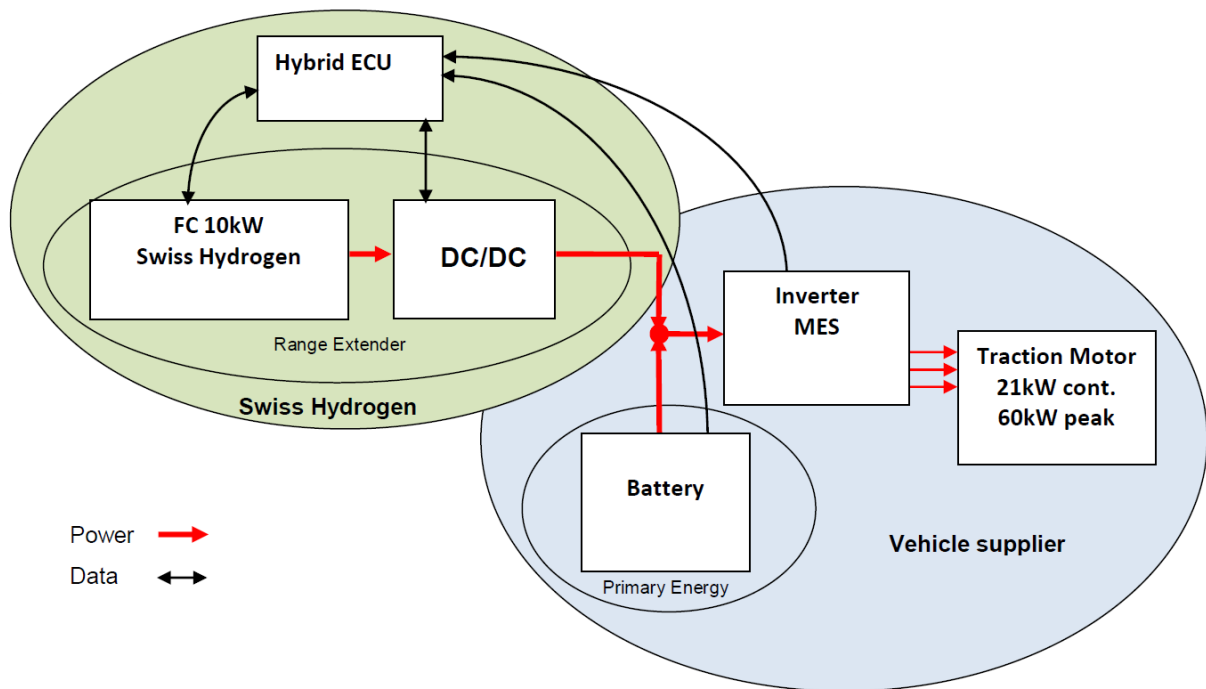 Hybrid ECU
FC 10kW
Swiss Hydrogen
DC/DC
Range Extender
Swiss Hydrogen
Inverter
MES
Traction Motor
21kW cont.
60kW peak
Battery
Primary Energy
Vehicle supplier
Power
Data